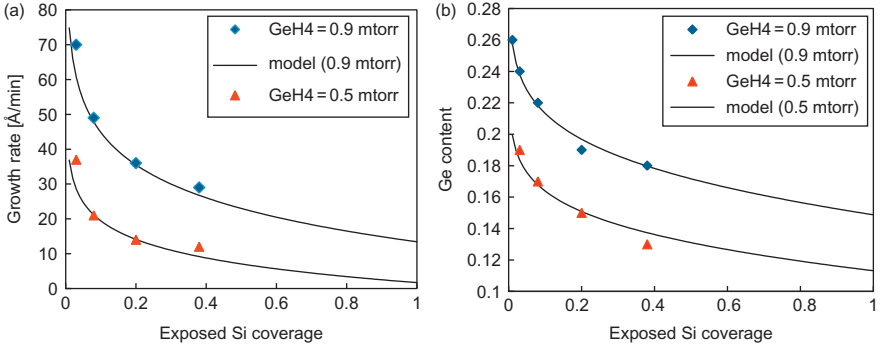 (a)
80
70
60
50
40
30
20
10
0
Growth rate [Å/min]
GeH4 = 0.9 mtorr
model (0.9 mtorr)
GeH4 = 0.5 mtorr
0
0.2
0.4
0.6
0.8
1
Exposed Si coverage
(b)
0.28
0.26
0.24
0.22
0.2
0.18
0.16
0.14
0.12
0.1
Ge content
GeH4 = 0.9 mtorr
model (0.9 mtorr)
GeH4 = 0.5 mtorr
model (0.5 mtorr)
0
0.2
0.4
0.6
0.8
1
Exposed Si coverage